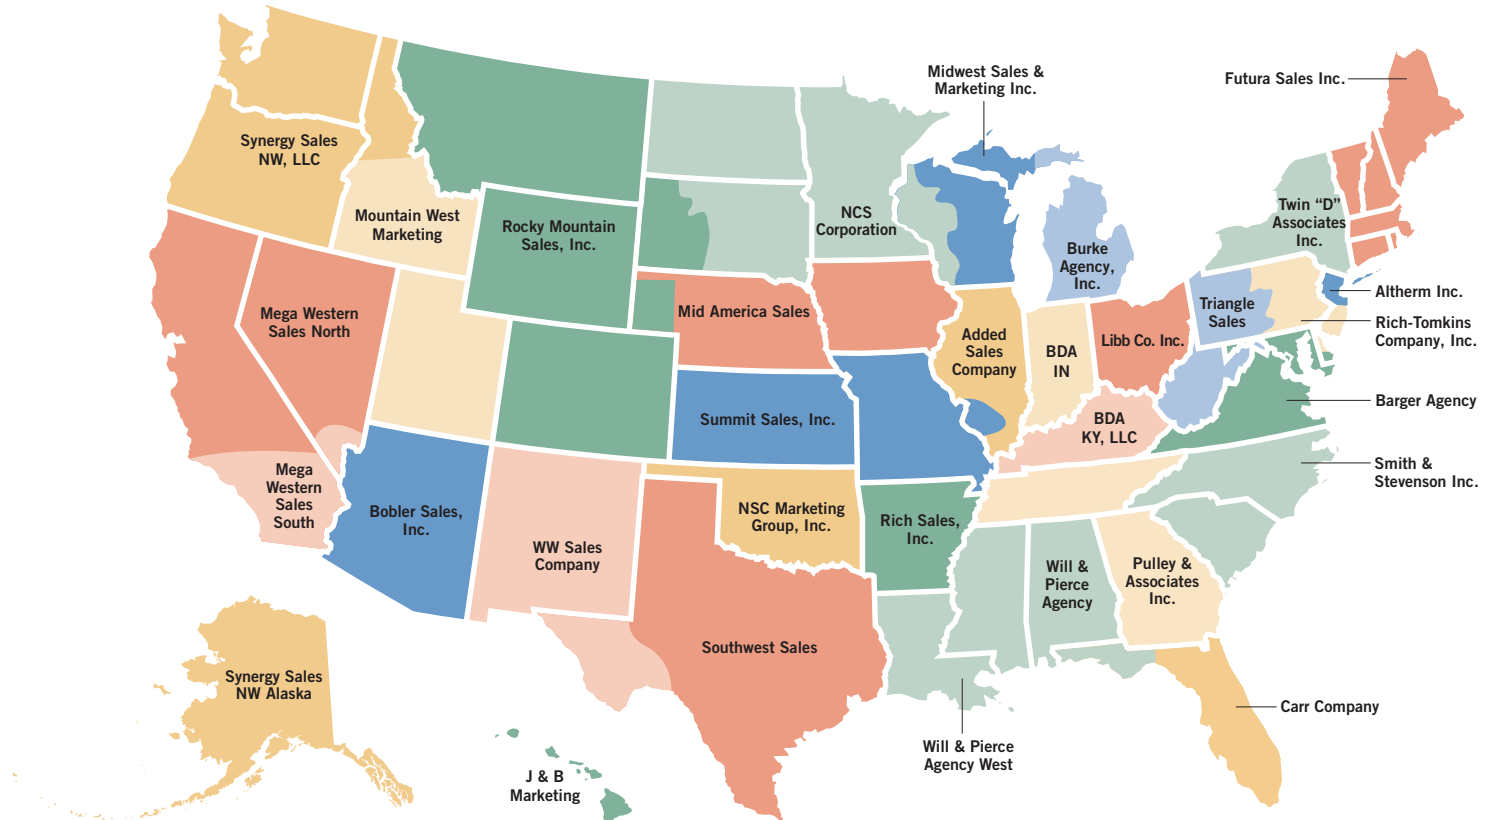 Midwest Sales &
Marketing Inc.
Futura Sales Inc.
Synergy Sales
NW, LLC
Mountain West
Marketing
Rocky Mountain
Sales, Inc.
NCS
Corporation
Twin “D”
Associates
Inc.
Burke
Agency,
Inc.
Altherm Inc.
Mega Western
Sales North
Mid America Sales
Triangle
Sales
Rich-Tomkins
Company, Inc.
Added
Sales
Company
BDA
IN
Libb Co. Inc.
Barger Agency
Summit Sales, Inc.
BDA
KY, LLC
Smith &
Stevenson Inc.
Mega
Western
Sales
South
Bobler Sales,
Inc.
WW Sales
Company
NSC Marketing
Group, Inc.
Rich Sales,
Inc.
Will &
Pierce
Agency
Pulley &
Associates
Inc.
Southwest Sales
Synergy Sales
NW Alaska
Carr Company
Will & Pierce
Agency West
J & B
Marketing